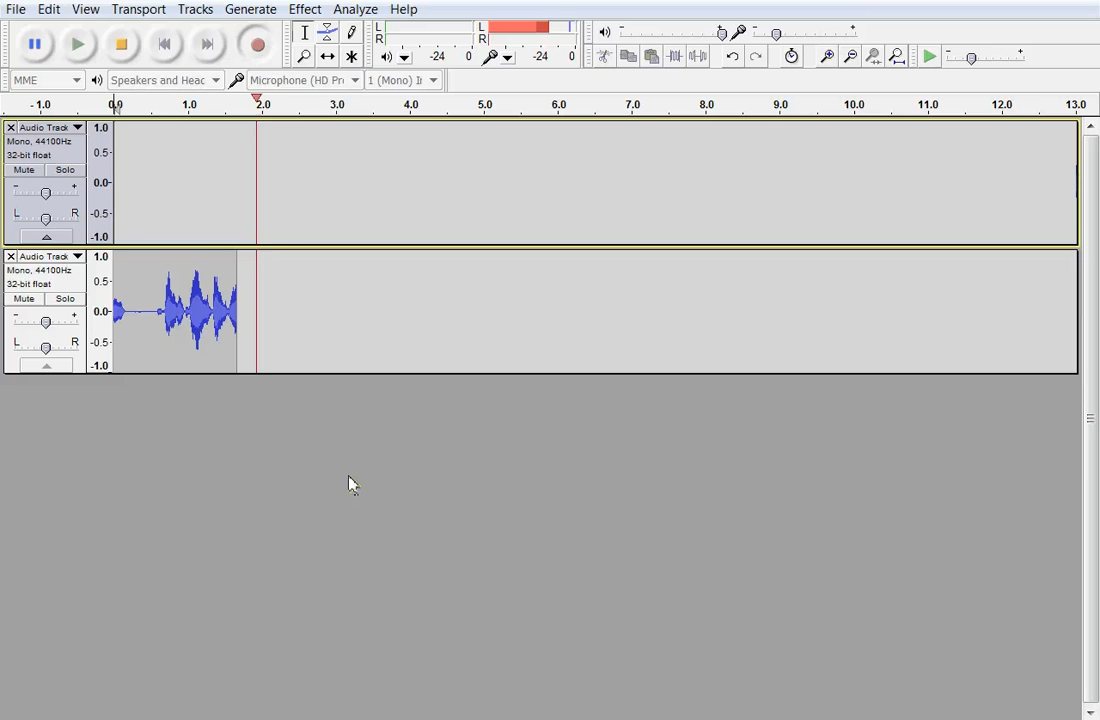 File Edit View Transport Tracks Generate Effect Analyze Help
L L
R R
-24 0 -24 0
MME Speakers and Heac Microphone (HD Pr 1 (Mono) Ir
- 1.0 0.0 1.0 2.0 3.0 4.0 5.0 6.0 7.0 8.0 9.0 10.0 11.0 12.0 13.0
Audio Track 1.0
Mono, 44100Hz 0.5
32-bit float
Mute Solo 0.0
- +
L R -0.5
-1.0
Audio Track 1.0
Mono, 44100Hz 0.5
32-bit float
Mute Solo 0.0
- +
L R -0.5
-1.0